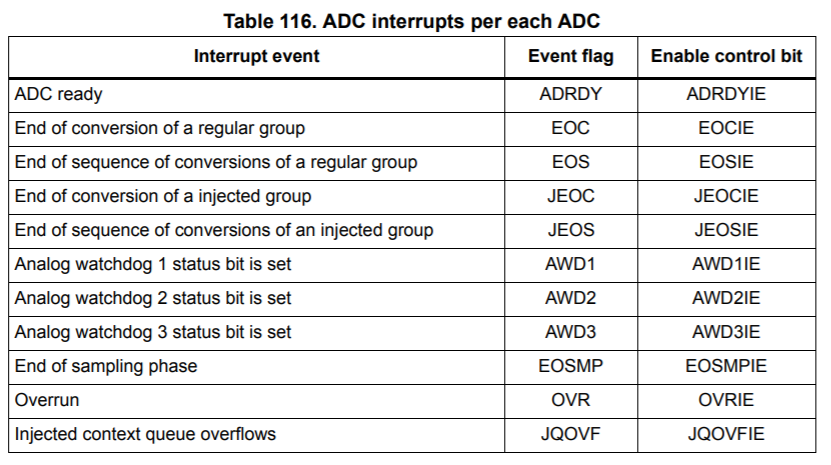 Table 116. ADC interrupts per each ADC
Interrupt event Event flag Enable control bit
ADC ready ADRDY ADRDYIE
End of conversion of a regular group EOC EOCIE
End of sequence of conversions of a regular group EOS EOSIE
End of conversion of a injected group JEOC JEOCIE
End of sequence of conversions of an injected group JEOS JEOSIE
Analog watchdog 1 status bit is set AWD1 AWD1IE
Analog watchdog 2 status bit is set AWD2 AWD2IE
Analog watchdog 3 status bit is set AWD3 AWD3IE
End of sampling phase EOSMP EOSMPIE
Overrun OVR OVRIE
Injected context queue overflows JQOVF JQOVFIE